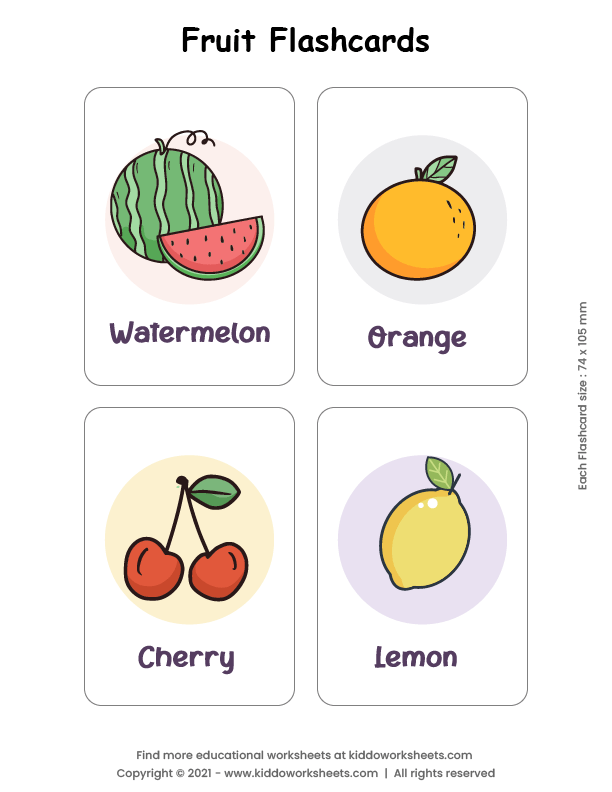 Fruit Flashcards
Watermelon
Orange
Each Flashcard size : 74 x 105 mm
Cherry
Lemon
Find more educational worksheets at kiddoworksheets.com
Copyright © 2021 - www.kiddoworksheets.com | All rights reserved